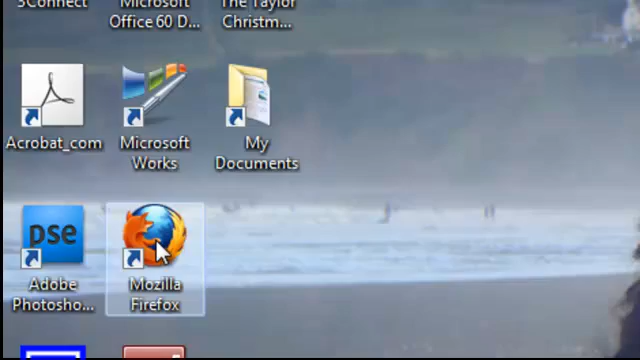 3Connect
Microsoft
Office 60 D...
The Taylor
Christm...
Acrobat_com
Microsoft
Works
My
Documents
pse
Adobe
Photosho...
Mozilla
Firefox